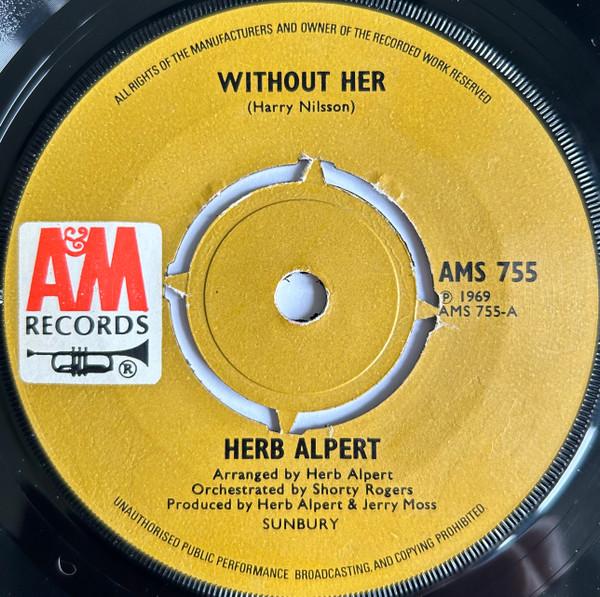 ALL RIGHTS OF THE MANUFACTURERS AND OWNER OF THE RECORDED WORK RESERVED
WITHOUT HER
(Harry Nilsson)
A&M
RECORDS
®
AMS 755
℗ 1969
AMS 755-A
HERB ALPERT
Arranged by Herb Alpert
Orchestrated by Shorty Rogers
Produced by Herb Alpert & Jerry Moss
SUNBURY
UNAUTHORISED PUBLIC PERFORMANCE BROADCASTING, AND COPYING PROHIBITED